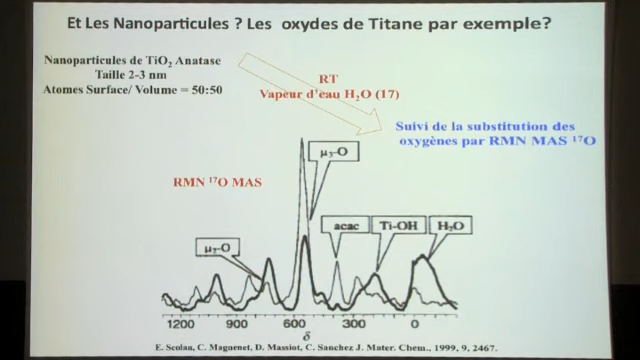 Et Les Nanoparticules ? Les oxydes de Titane par exemple?
Nanoparticules de TiO₂ Anatase
Taille 2-3 nm
Atomes Surface/ Volume = 50:50
RT
Vapeur d'eau H₂O (17)
Suivi de la substitution des
oxygènes par RMN MAS ¹⁷O
RMN ¹⁷O MAS
μ₃-O
acac
Ti-OH
H₂O
μ₂-O
1200 900 600 300 0
δ
E. Scolan, C. Magnenet, D. Massiot, C. Sanchez J. Mater. Chem., 1999, 9, 2467.